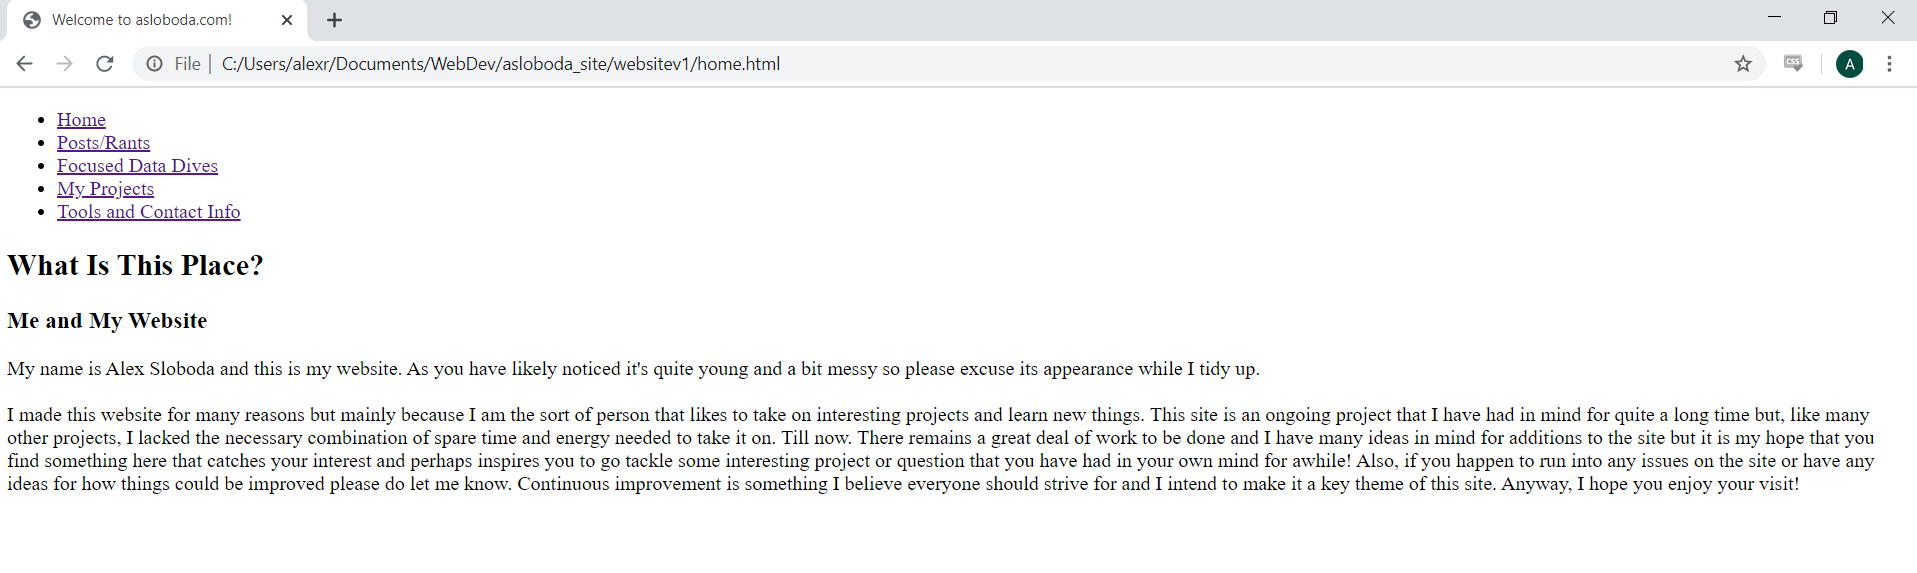 Welcome to asloboda.com!
File | C:/Users/alexr/Documents/WebDev/asloboda_site/websitev1/home.html
CSS
A
Home
Posts/Rants
Focused Data Dives
My Projects
Tools and Contact Info
What Is This Place?
Me and My Website
My name is Alex Sloboda and this is my website. As you have likely noticed it's quite young and a bit messy so please excuse its appearance while I tidy up.
I made this website for many reasons but mainly because I am the sort of person that likes to take on interesting projects and learn new things. This site is an ongoing project that I have had in mind for quite a long time but, like many
other projects, I lacked the necessary combination of spare time and energy needed to take it on. Till now. There remains a great deal of work to be done and I have many ideas in mind for additions to the site but it is my hope that you
find something here that catches your interest and perhaps inspires you to go tackle some interesting project or question that you have had in your own mind for awhile! Also, if you happen to run into any issues on the site or have any
ideas for how things could be improved please do let me know. Continuous improvement is something I believe everyone should strive for and I intend to make it a key theme of this site. Anyway, I hope you enjoy your visit!